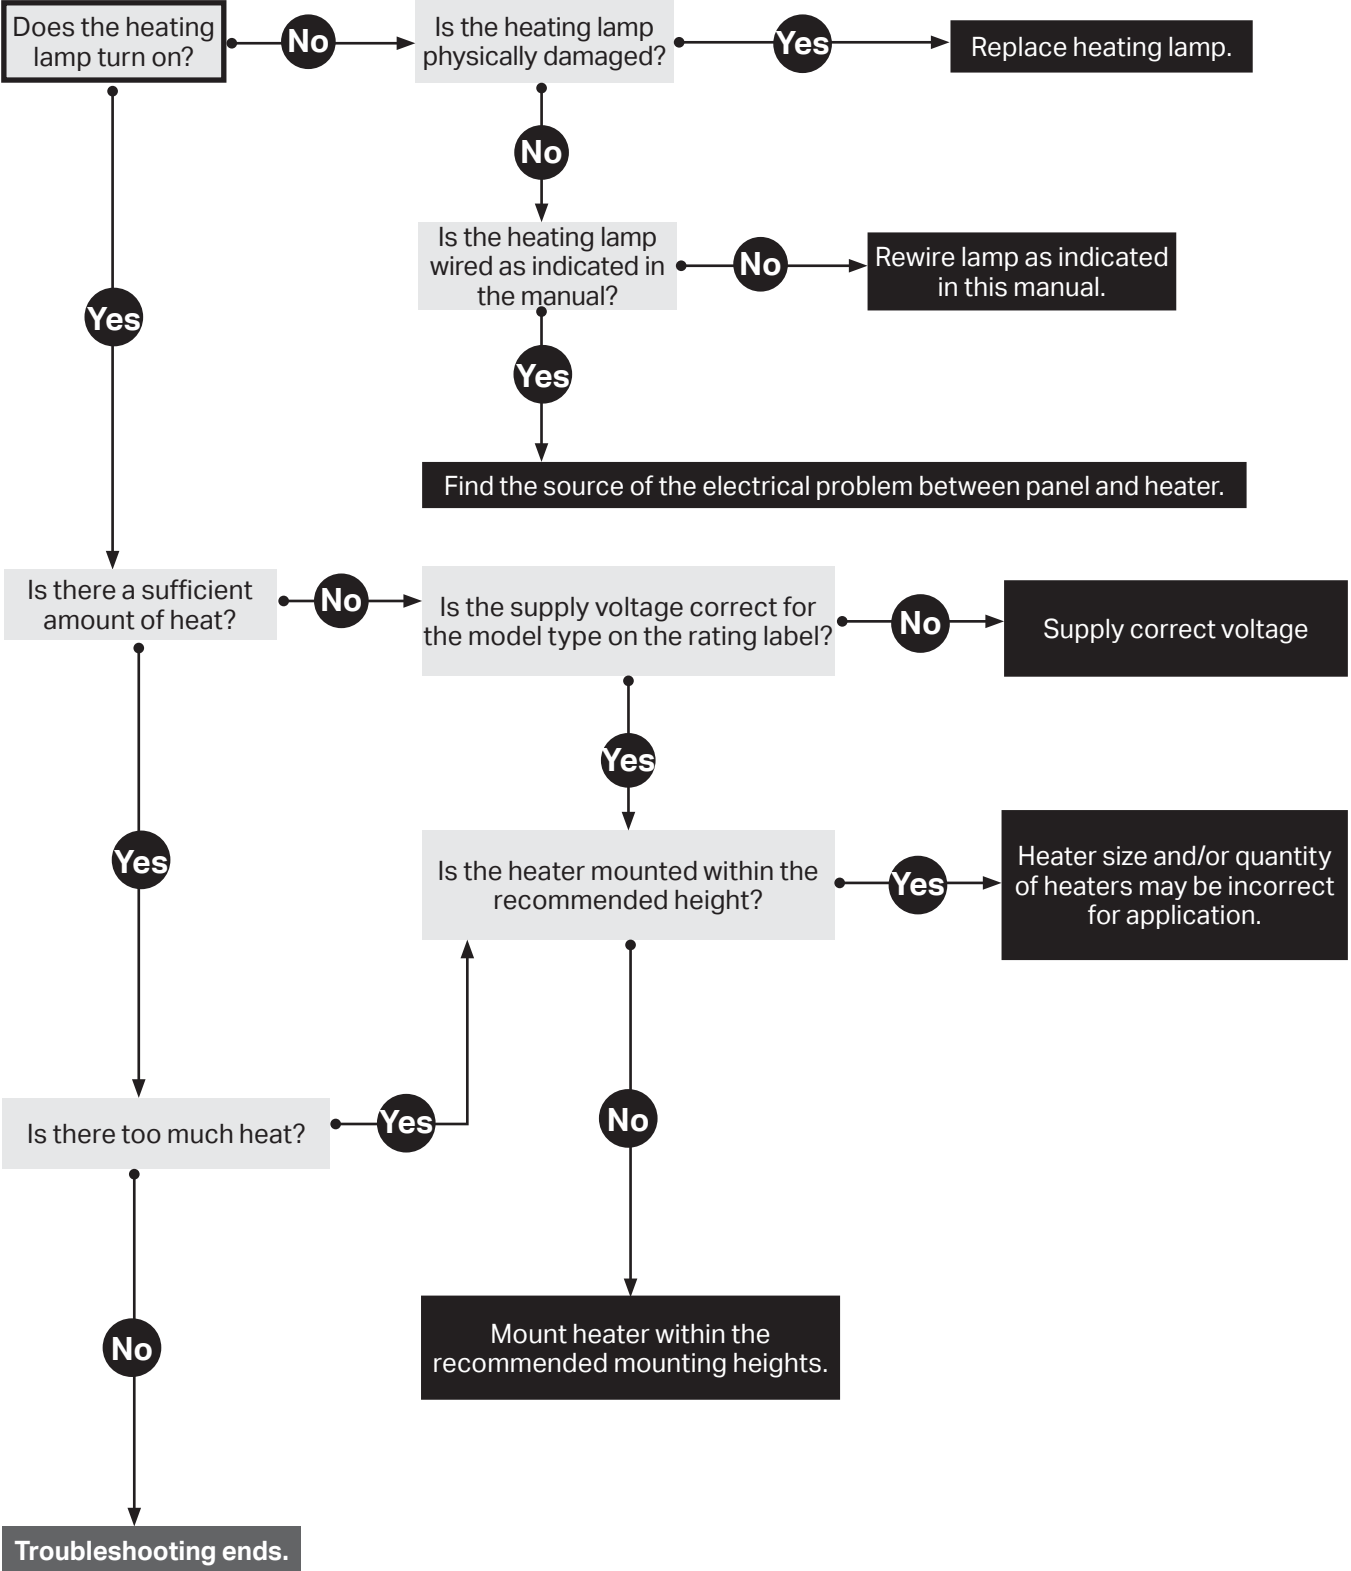 Does the heating
lamp turn on?
No
Is the heating lamp
physically damaged?
Yes
Replace heating lamp.
No
Is the heating lamp
wired as indicated in
the manual?
No
Rewire lamp as indicated
in this manual.
Yes
Yes
Find the source of the electrical problem between panel and heater.
Is there a sufficient
amount of heat?
No
Is the supply voltage correct for
the model type on the rating label?
No
Supply correct voltage
Yes
Yes
Is the heater mounted within the
recommended height?
Yes
Heater size and/or quantity
of heaters may be incorrect
for application.
Is there too much heat?
Yes
No
Mount heater within the
recommended mounting heights.
No
Troubleshooting ends.